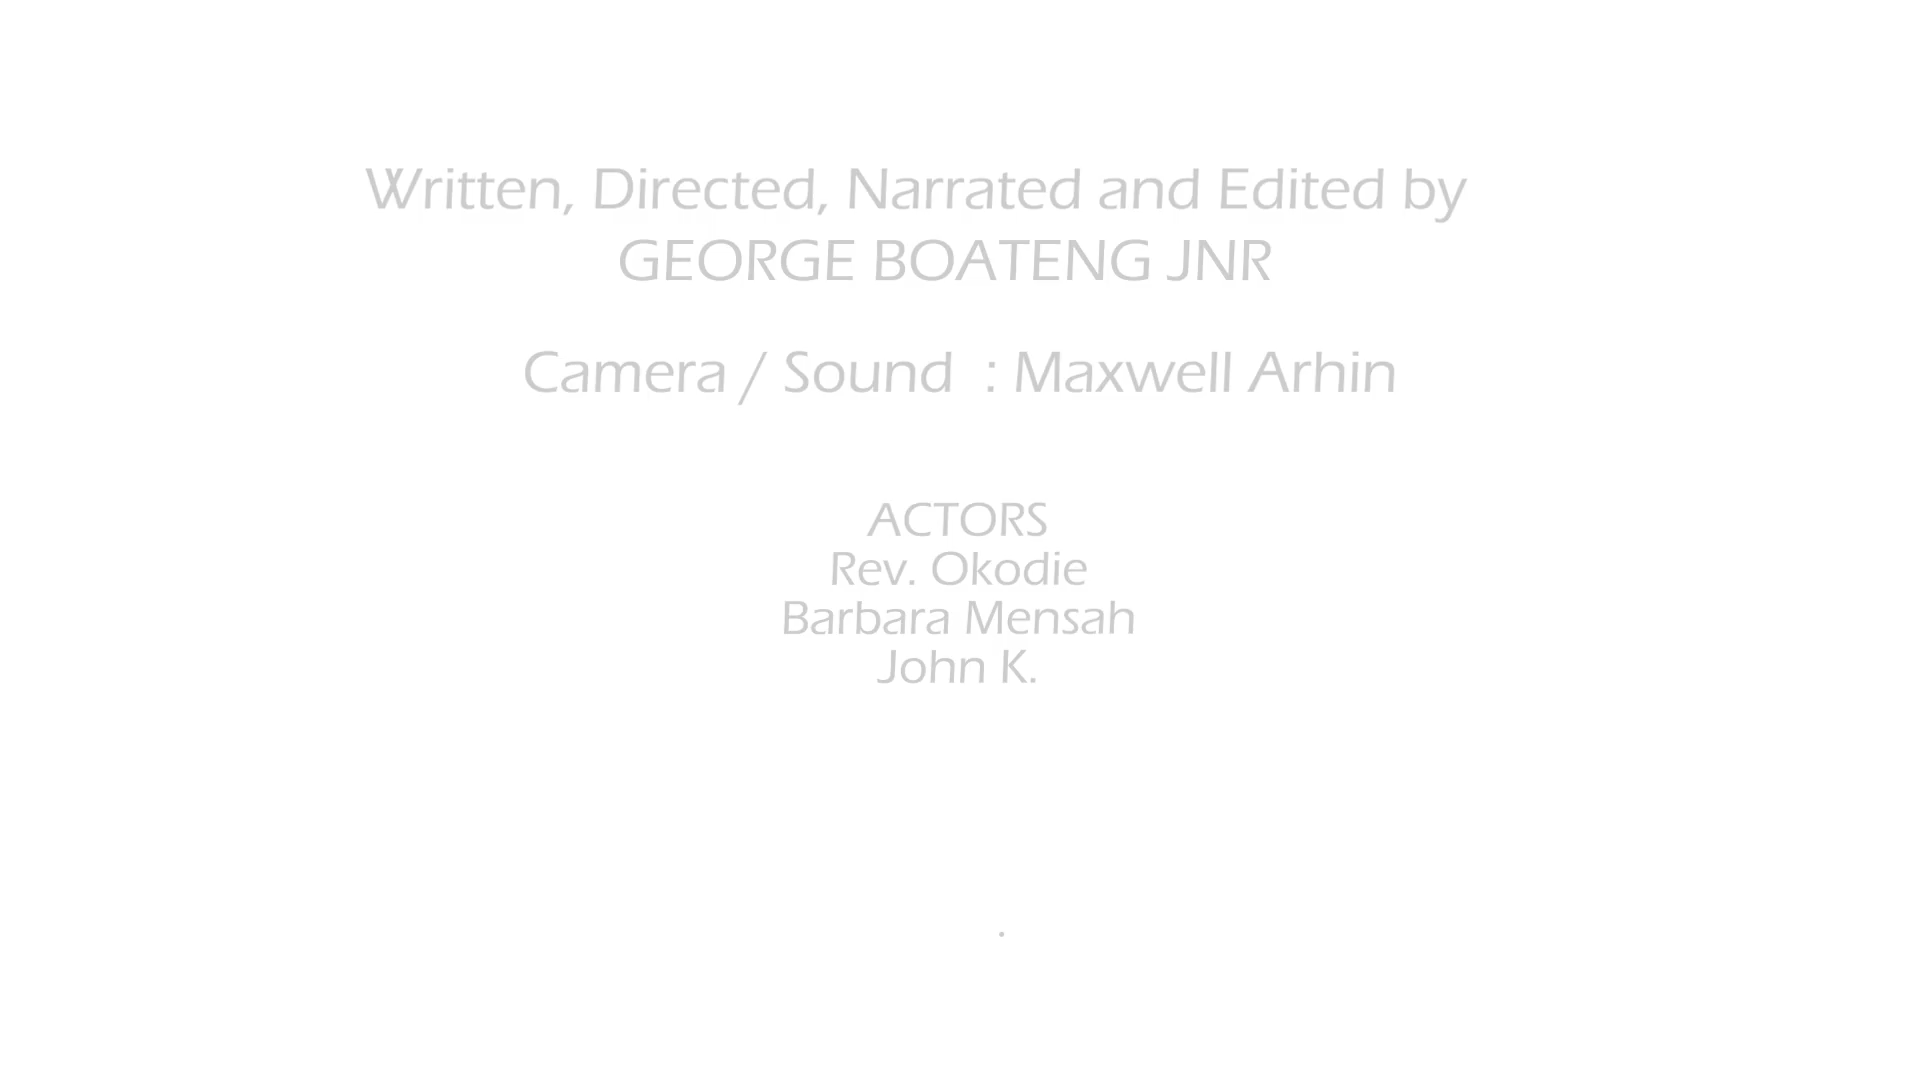 Written, Directed, Narrated and Edited by
GEORGE BOATENG JNR
Camera / Sound : Maxwell Arhin
ACTORS
Rev. Okodie
Barbara Mensah
John K.
.